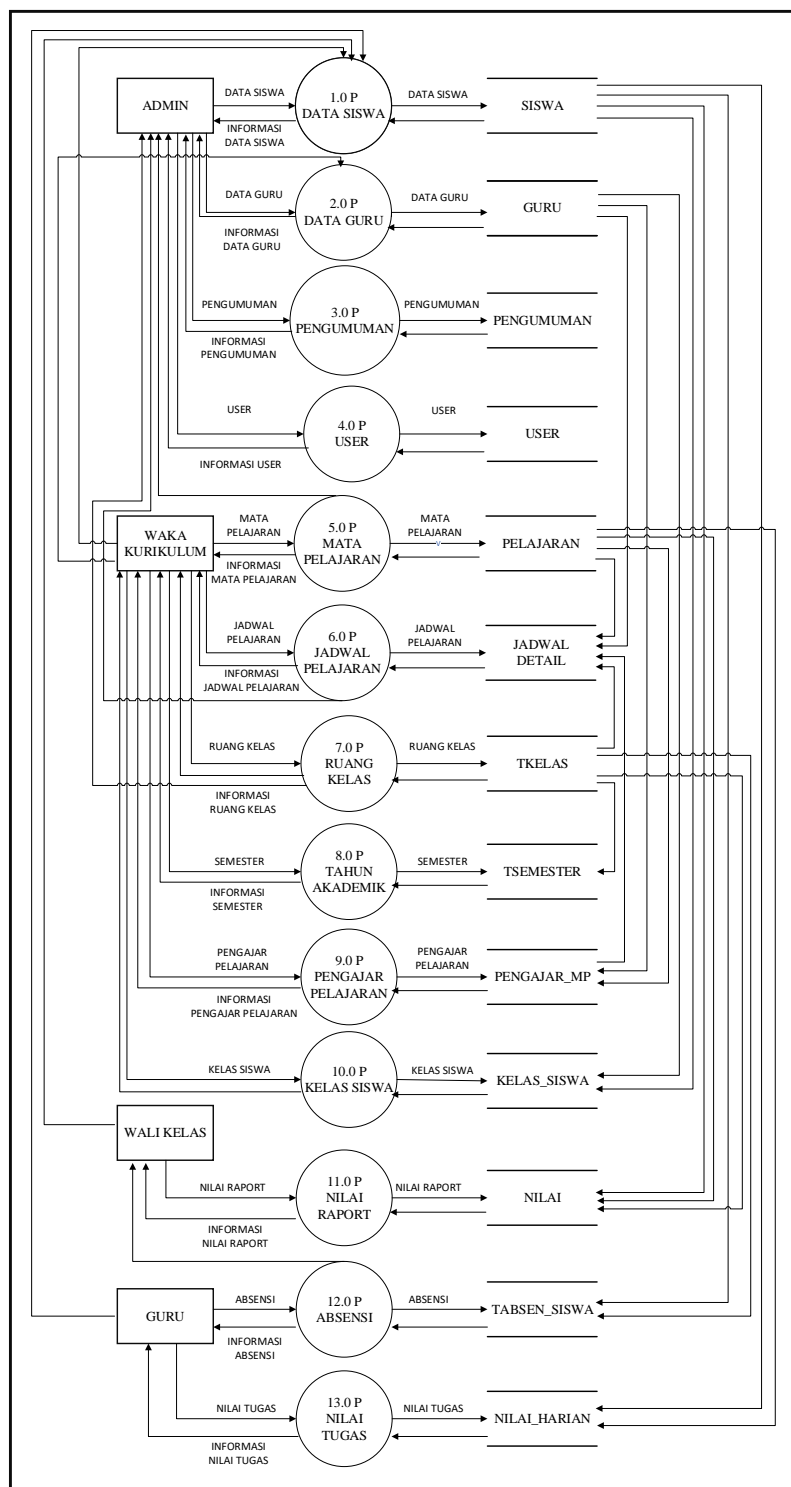 DATA SISWA
1.0 P
DATA SISWA
DATA SISWA
ADMIN
SISWA
INFORMASI
DATA SISWA
DATA GURU
2.0 P
DATA GURU
DATA GURU
GURU
INFORMASI
DATA GURU
PENGUMUMAN
3.0 P
PENGUMUMAN
PENGUMUMAN
PENGUMUMAN
INFORMASI
PENGUMUMAN
USER
4.0 P
USER
USER
USER
INFORMASI USER
WAKA
KURIKULUM
MATA
PELAJARAN
5.0 P
MATA
PELAJARAN
MATA
PELAJARAN
v
PELAJARAN
INFORMASI
MATA PELAJARAN
JADWAL
PELAJARAN
6.0 P
JADWAL
PELAJARAN
JADWAL
PELAJARAN
JADWAL
DETAIL
INFORMASI
JADWAL PELAJARAN
RUANG KELAS
7.0 P
RUANG
KELAS
RUANG KELAS
TKELAS
INFORMASI
RUANG KELAS
SEMESTER
8.0 P
TAHUN
AKADEMIK
SEMESTER
TSEMESTER
INFORMASI
SEMESTER
PENGAJAR
PELAJARAN
9.0 P
PENGAJAR
PELAJARAN
PENGAJAR
PELAJARAN
PENGAJAR_MP
INFORMASI
PENGAJAR PELAJARAN
KELAS SISWA
10.0 P
KELAS SISWA
KELAS SISWA
KELAS_SISWA
WALI KELAS
NILAI RAPORT
11.0 P
NILAI
RAPORT
NILAI RAPORT
NILAI
INFORMASI
NILAI RAPORT
GURU
ABSENSI
12.0 P
ABSENSI
ABSENSI
TABSEN_SISWA
INFORMASI
ABSENSI
NILAI TUGAS
13.0 P
NILAI
TUGAS
NILAI TUGAS
NILAI_HARIAN
INFORMASI
NILAI TUGAS